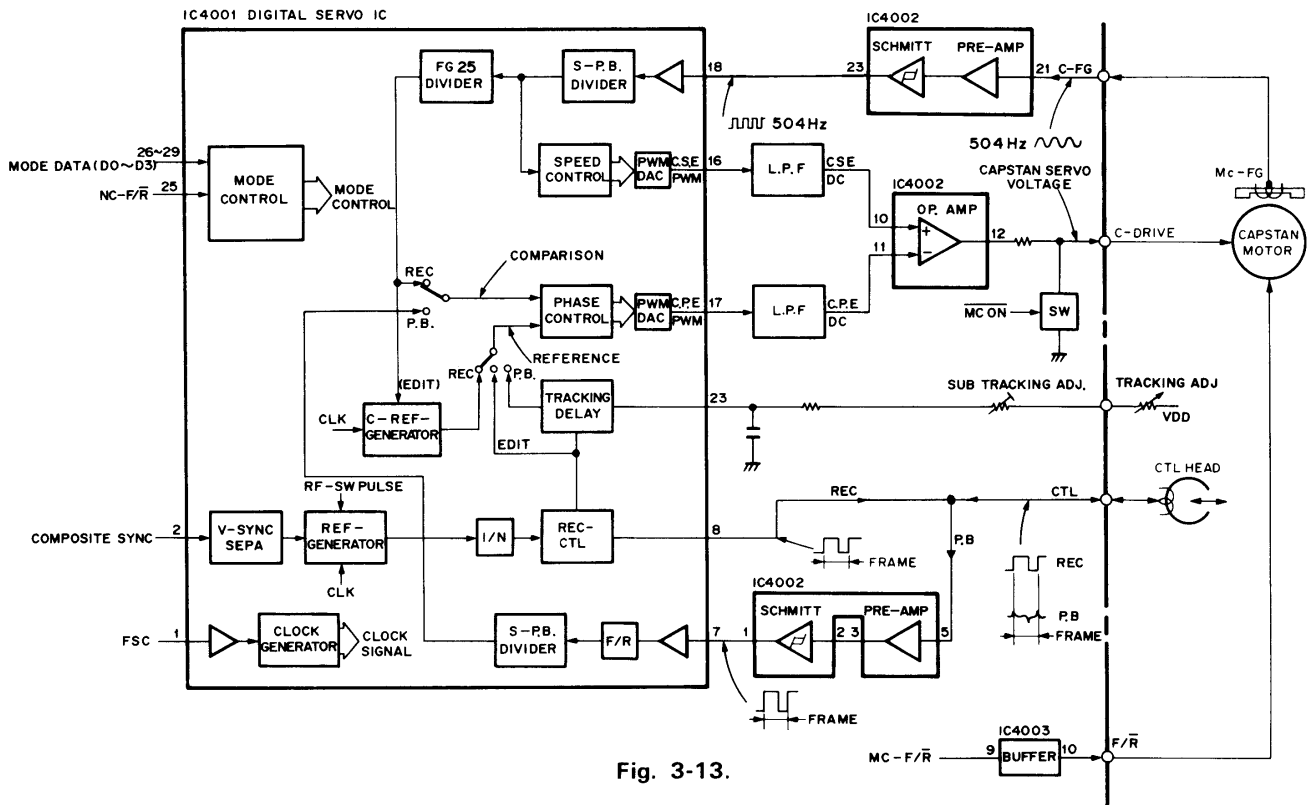 IC4001 DIGITAL SERVO IC
IC4002
SCHMITT
PRE-AMP
FG 25
DIVIDER
S-P.B.
DIVIDER
18
23
21
C-FG
504Hz
504Hz
26~29
MODE DATA(D0~D3)
25
NC-F/R̅
MODE
CONTROL
MODE
CONTROL
SPEED
CONTROL
PWM
DAC
C.S.E
PWM
16
L.P.F
CSE
DC
CAPSTAN SERVO
VOLTAGE
Mc-FG
IC4002
OP. AMP
10
+
11
−
12
C-DRIVE
CAPSTAN
MOTOR
COMPARISON
REC
P.B.
PHASE
CONTROL
PWM
DAC
C.P.E
PWM
17
L.P.F
C.P.E
DC
M̅C̅ ̅O̅N̅
SW
REFERENCE
REC
P.B.
(EDIT)
CLK
C-REF-
GENERATOR
EDIT
TRACKING
DELAY
23
SUB TRACKING ADJ.
TRACKING ADJ
VDD
RF-SW PULSE
REC
CTL
CTL HEAD
COMPOSITE SYNC
2
V-SYNC
SEPA
REF-
GENERATOR
1/N
REC-
CTL
8
P.B
FRAME
REC
CLK
IC4002
SCHMITT
PRE-AMP
P.B
FRAME
FSC
1
CLOCK
GENERATOR
CLOCK
SIGNAL
S-P.B.
DIVIDER
F/R
7
1
2
3
5
FRAME
IC4003
MC-F/R̅
9
BUFFER
10
F/R̅
Fig. 3-13.